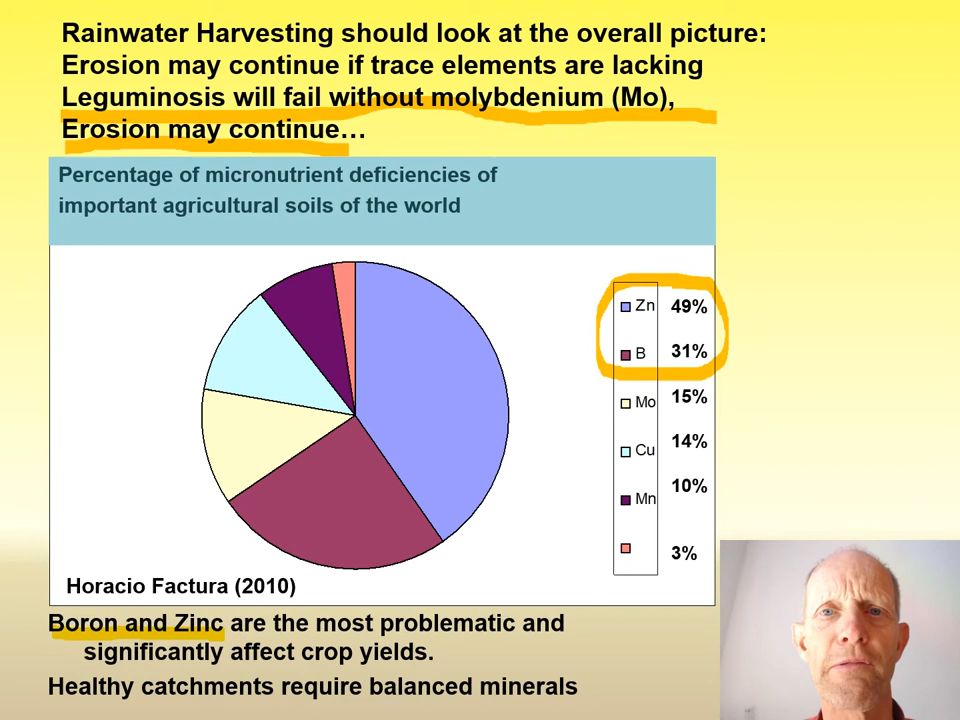 Rainwater Harvesting should look at the overall picture:
Erosion may continue if trace elements are lacking
Leguminosis will fail without molybdenium (Mo),
Erosion may continue…
Percentage of micronutrient deficiencies of
important agricultural soils of the world
Zn 49%
B 31%
Mo 15%
Cu 14%
Mn 10%
3%
Horacio Factura (2010)
Boron and Zinc are the most problematic and
significantly affect crop yields.
Healthy catchments require balanced minerals